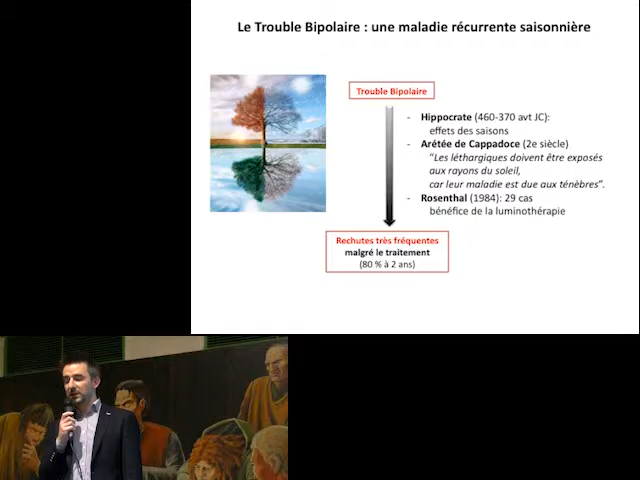 Le Trouble Bipolaire : une maladie récurrente saisonnière
Trouble Bipolaire
- Hippocrate (460-370 avt JC):
effets des saisons
- Arétée de Cappadoce (2e siècle)
"Les léthargiques doivent être exposés
aux rayons du soleil,
car leur maladie est due aux ténèbres".
- Rosenthal (1984): 29 cas
bénéfice de la luminothérapie
Rechutes très fréquentes
malgré le traitement
(80 % à 2 ans)